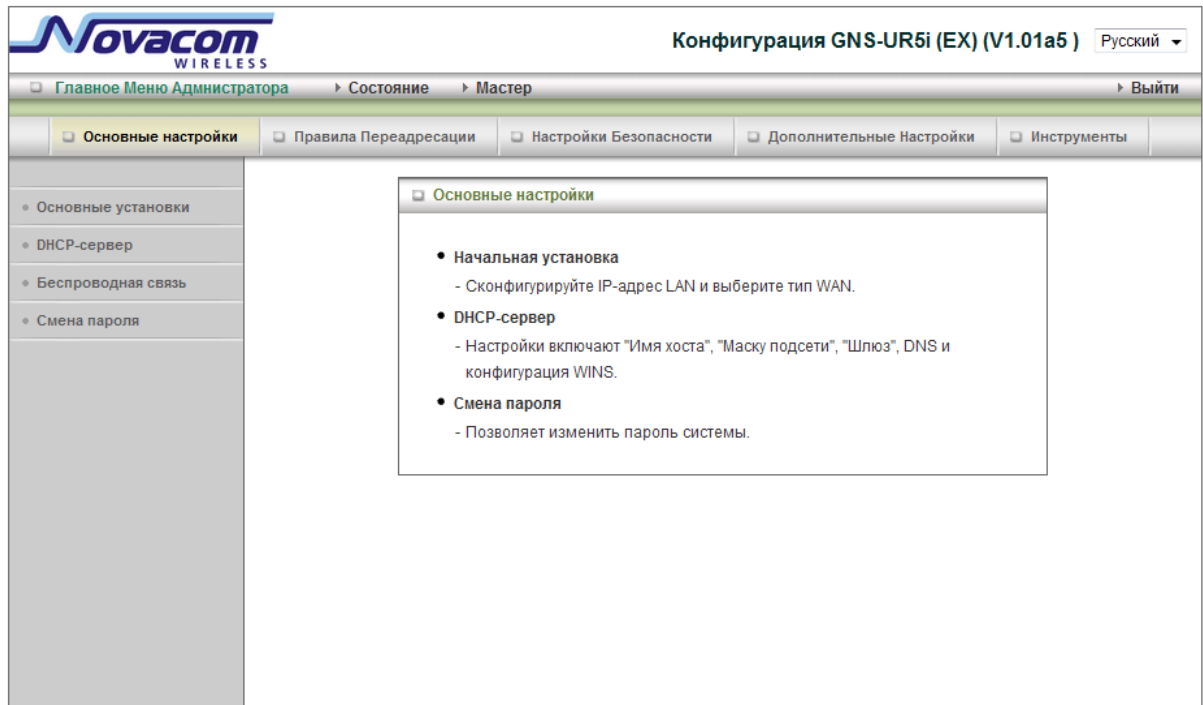 Novacom
WIRELESS
Конфигурация GNS-UR5i (EX) (V1.01a5 ) Русский
Главное Меню Адмнистратора Состояние Мастер Выйти
Основные настройки Правила Переадресации Настройки Безопасности Дополнительные Настройки Инструменты
Основные установки
DHCP-сервер
Беспроводная связь
Смена пароля
Основные настройки
• Начальная установка
- Сконфигурируйте IP-адрес LAN и выберите тип WAN.
• DHCP-сервер
- Настройки включают "Имя хоста", "Маску подсети", "Шлюз", DNS и
конфигурация WINS.
• Смена пароля
- Позволяет изменить пароль системы.